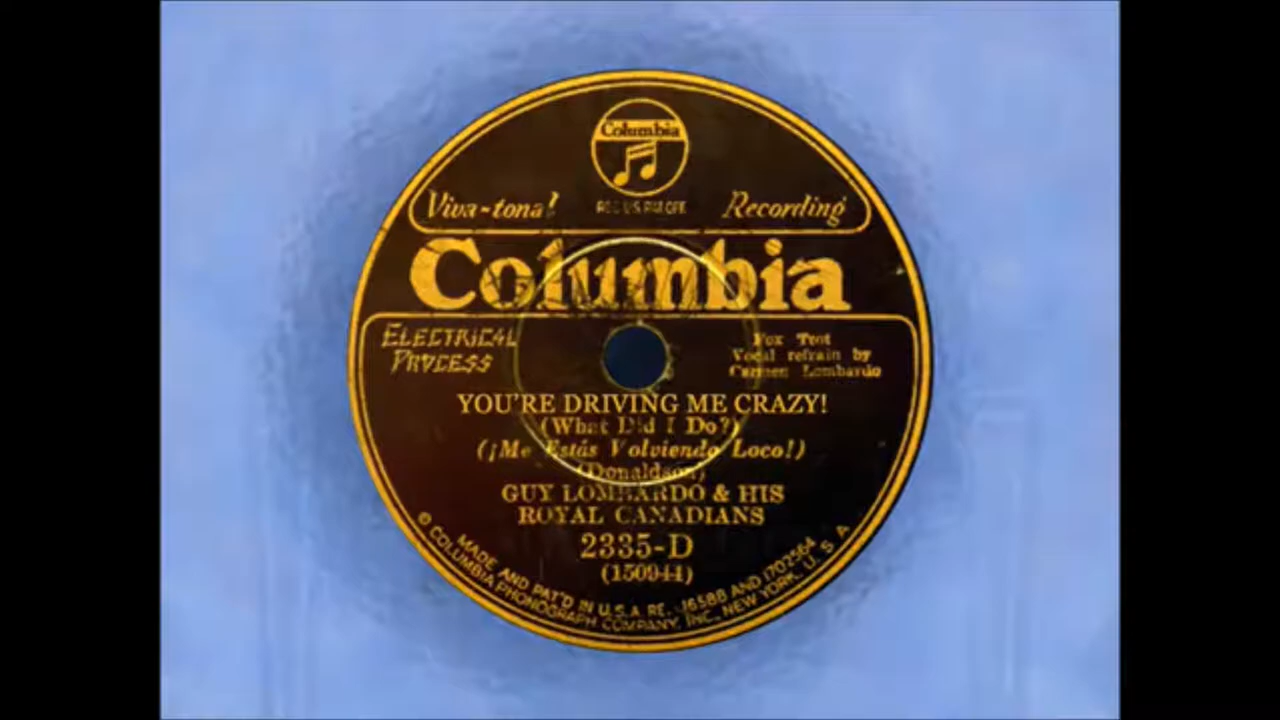 Columbia
REG. U.S. PAT. OFF.
Viva-tonal Recording
Columbia
ELECTRICAL
PROCESS
Fox Trot
Vocal refrain by
Carmen Lombardo
YOU'RE DRIVING ME CRAZY!
(What Did I Do?)
(¡Me Estás Volviendo Loco!)
(Donaldson)
GUY LOMBARDO & HIS
ROYAL CANADIANS
2335-D
(150944)
MADE AND PAT'D IN U.S.A. RE. 16588 AND 1702564
© COLUMBIA PHONOGRAPH COMPANY, INC., NEW YORK, U. S. A